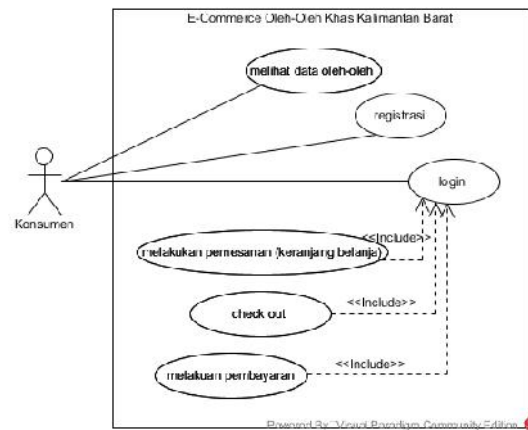 E-Commerce Oleh-Oleh Khas Kalimantan Barat
melihat data oleh-oleh
registrasi
login
Konsumen
<<Include>>
melakukan pemesanan (keranjang belanja)
<<Include>>
check out
<<Include>>
melakuan pembayaran
Powered By Visual Paradigm Community Edition